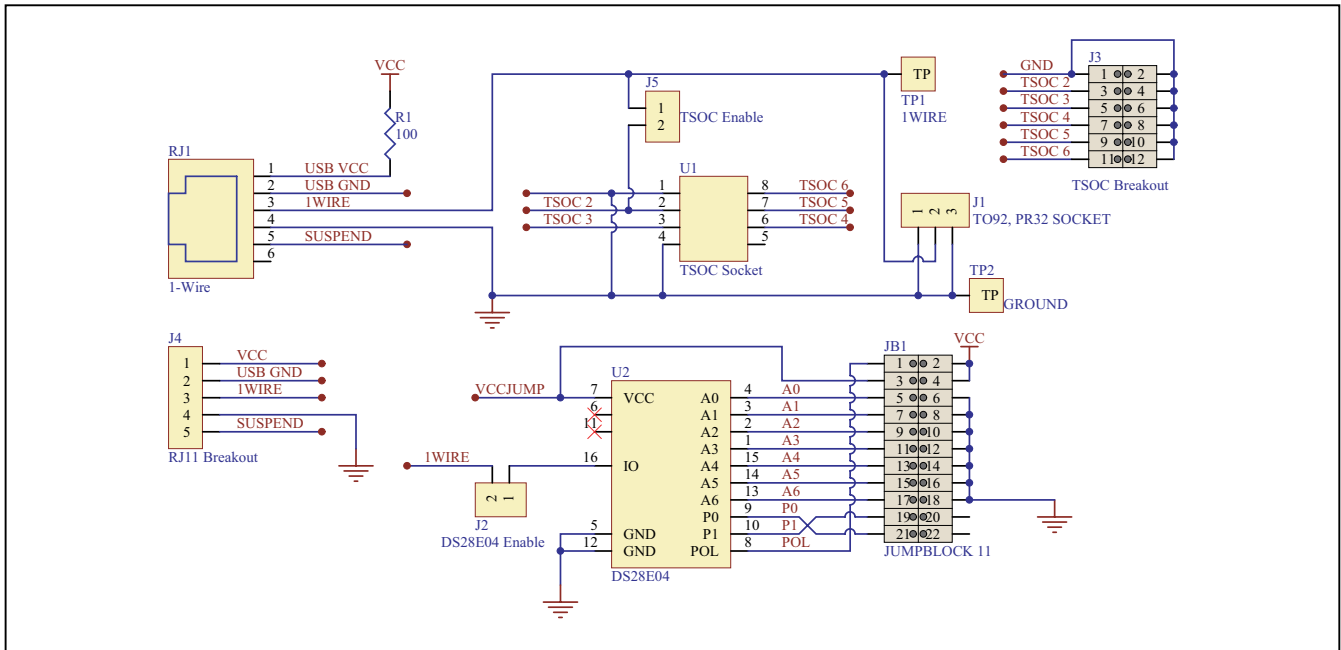 VCC
R1
100
RJ1
1 USB VCC
2 USB GND
3 1WIRE
4
5 SUSPEND
6
1-Wire
J5
1
2
TSOC Enable
U1
1
TSOC 2 2
TSOC 3 3
4
8 TSOC 6
7 TSOC 5
6 TSOC 4
5
TSOC Socket
TP
TP1
1WIRE
J3
GND 1 2
TSOC 2 3 4
TSOC 3 5 6
TSOC 4 7 8
TSOC 5 9 10
TSOC 6 11 12
TSOC Breakout
J1
1 2 3
TO92, PR32 SOCKET
TP2
TP
GROUND
J4
1 VCC
2 USB GND
3 1WIRE
4
5 SUSPEND
RJ11 Breakout
U2
VCCJUMP 7 VCC
6
11
1WIRE 16 IO
2 1
J2
DS28E04 Enable
5 GND
12 GND
A0 4 A0
A1 3 A1
A2 2 A2
A3 1 A3
A4 15 A4
A5 14 A5
A6 13 A6
P0 9 P0
P1 10 P1
POL 8 POL
DS28E04
JB1
VCC
1 2
3 4
5 6
7 8
9 10
11 12
13 14
15 16
17 18
19 20
21 22
JUMPBLOCK 11